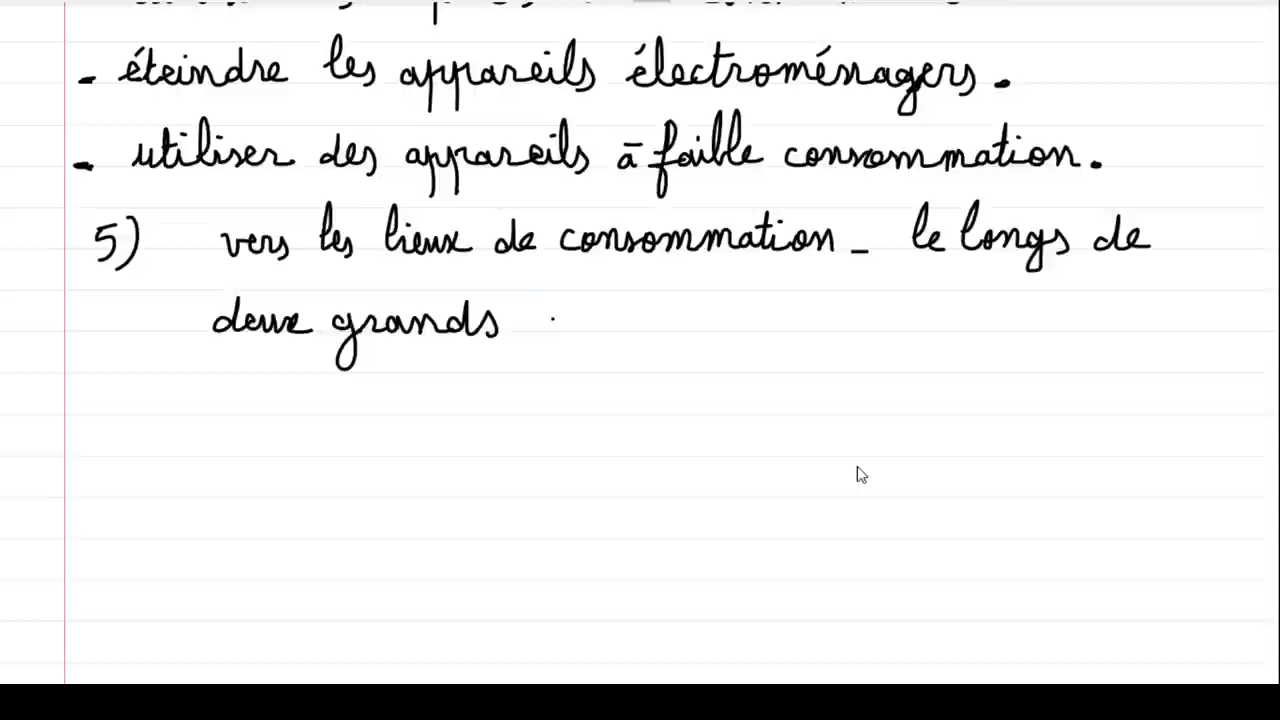 - éteindre les appareils électroménagers.
- utiliser des appareils à faible consommation.
5) vers les lieux de consommation - le longs de
deux grands